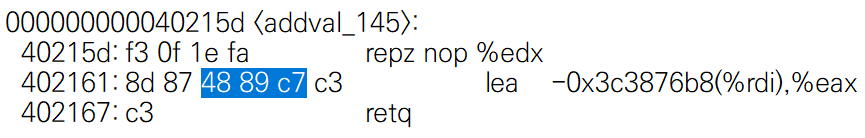 000000000040215d <addval_145>:
40215d: f3 0f 1e fa repz nop %edx
402161: 8d 87 48 89 c7 c3 lea -0x3c3876b8(%rdi),%eax
402167: c3 retq